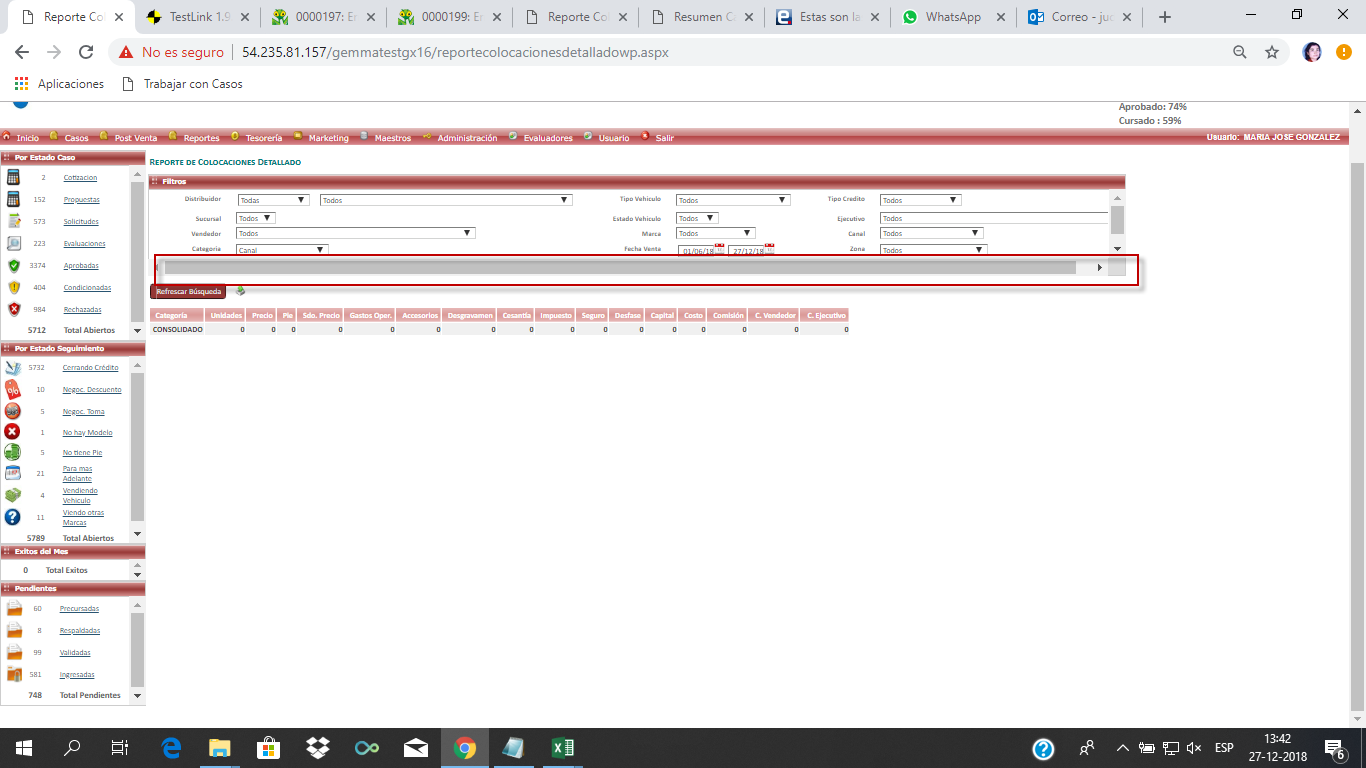 Reporte Col
TestLink 1.9
0000197: Er
0000199: Er
Reporte Col
Resumen C
Estas son la
WhatsApp
Correo - juc
No es seguro | 54.235.81.157/gemmatestgx16/reportecolocacionesdetalladowp.aspx
Aplicaciones Trabajar con Casos
Aprobado: 74%
Cursado : 59%
Inicio Casos Post Venta Reportes Tesorería Marketing Maestros Administración Evaluadores Usuario Salir Usuario: MARIA JOSE GONZALEZ
Por Estado Caso
2 Cotizacion
152 Propuestas
573 Solicitudes
223 Evaluaciones
3374 Aprobadas
404 Condicionadas
984 Rechazadas
5712 Total Abiertos
Por Estado Seguimiento
5732 Cerrando Crédito
10 Negoc. Descuento
5 Negoc. Toma
1 No hay Modelo
5 No tiene Pie
21 Para mas
Adelante
4 Vendiendo
Vehiculo
11 Viendo otras
Marcas
5789 Total Abiertos
Exitos del Mes
0 Total Exitos
Pendientes
60 Precursadas
8 Respaldadas
99 Validadas
581 Ingresadas
748 Total Pendientes
Reporte de Colocaciones Detallado
Filtros
Distribuidor Todas Todos Tipo Vehiculo Todos Tipo Credito Todos
Sucursal Todos Estado Vehiculo Todos Ejecutivo Todos
Vendedor Todos Marca Todos Canal Todos
Categoria Canal Fecha Venta 01/06/18 27/12/18 Zona Todos
Refrescar Búsqueda
Categoría Unidades Precio Pie Sdo. Precio Gastos Oper. Accesorios Desgravamen Cesantía Impuesto Seguro Desfase Capital Costo Comisión C. Vendedor C. Ejecutivo
CONSOLIDADO 0 0 0 0 0 0 0 0 0 0 0 0 0 0 0 0
ESP
13:42
27-12-2018
6